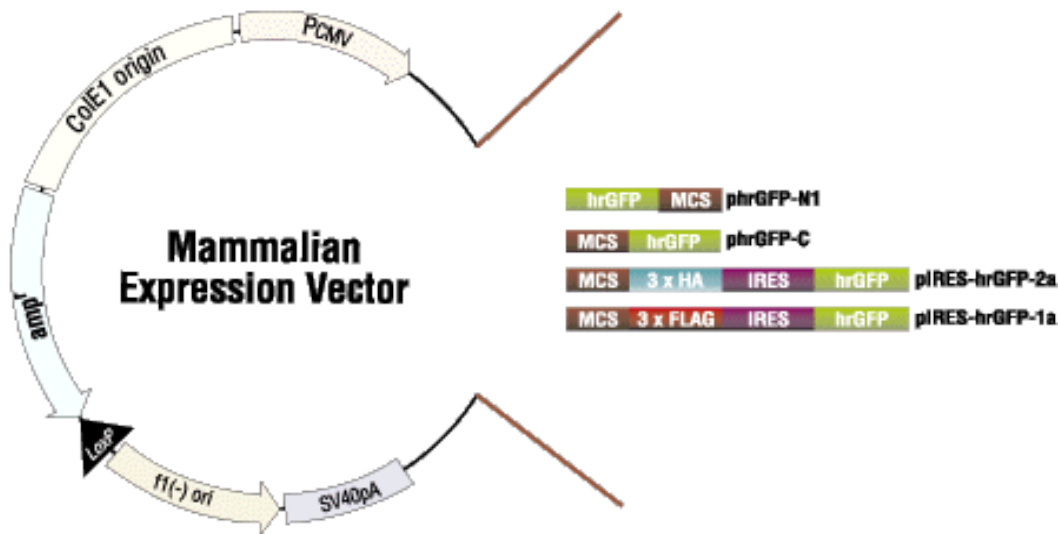 PCMV
ColE1 origin
ampr
LoxP
f1(-) ori
SV40pA
Mammalian
Expression Vector
hrGFP MCS phrGFP-N1
MCS hrGFP phrGFP-C
MCS 3 x HA IRES hrGFP pIRES-hrGFP-2a
MCS 3 x FLAG IRES hrGFP pIRES-hrGFP-1a